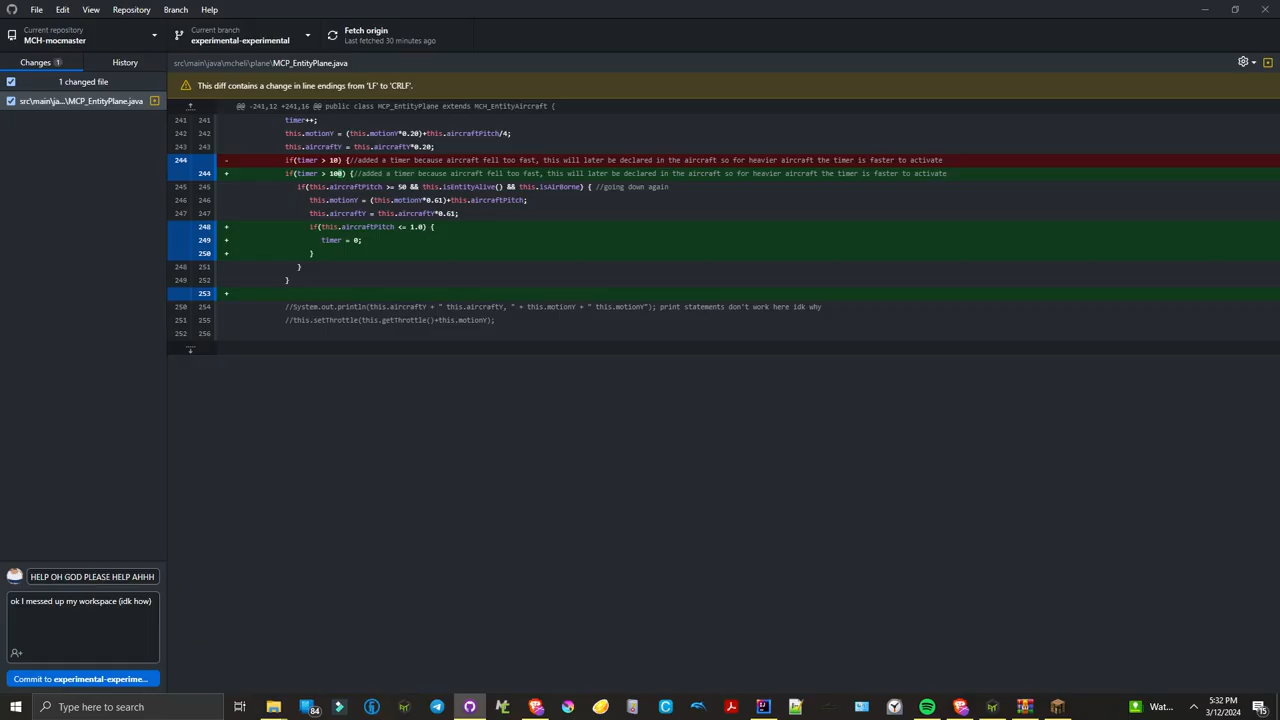 File Edit View Repository Branch Help
Current repository
MCH-mocmaster
Current branch
experimental-experimental
Fetch origin
Last fetched 30 minutes ago
Changes 1
History
src\main\java\mcheli\plane\MCP_EntityPlane.java
1 changed file
This diff contains a change in line endings from 'LF' to 'CRLF'.
src\main\ja...\MCP_EntityPlane.java
@@ -241,12 +241,16 @@ public class MCP_EntityPlane extends MCH_EntityAircraft {
241 241 timer++;
242 242 this.motionY = (this.motionY*0.20)+this.aircraftPitch/4;
243 243 this.aircraftY = this.aircraftY*0.20;
244 - if(timer > 10) {//added a timer because aircraft fell too fast, this will later be declared in the aircraft so for heavier aircraft the timer is faster to activate
244 + if(timer > 100) {//added a timer because aircraft fell too fast, this will later be declared in the aircraft so for heavier aircraft the timer is faster to activate
245 245 if(this.aircraftPitch >= 50 && this.isEntityAlive() && this.isAirBorne) { //going down again
246 246 this.motionY = (this.motionY*0.61)+this.aircraftPitch;
247 247 this.aircraftY = this.aircraftY*0.61;
248 + if(this.aircraftPitch <= 1.0) {
249 + timer = 0;
250 + }
248 251 }
249 252 }
253 +
250 254 //System.out.println(this.aircraftY + " this.aircraftY, " + this.motionY + " this.motionY"); print statements don't work here idk why
251 255 //this.setThrottle(this.getThrottle()+this.motionY);
252 256
HELP OH GOD PLEASE HELP AHHH
ok I messed up my workspace (idk how)
Commit to experimental-experime...
Type here to search
84
Wat...
5:32 PM
3/12/2024
15